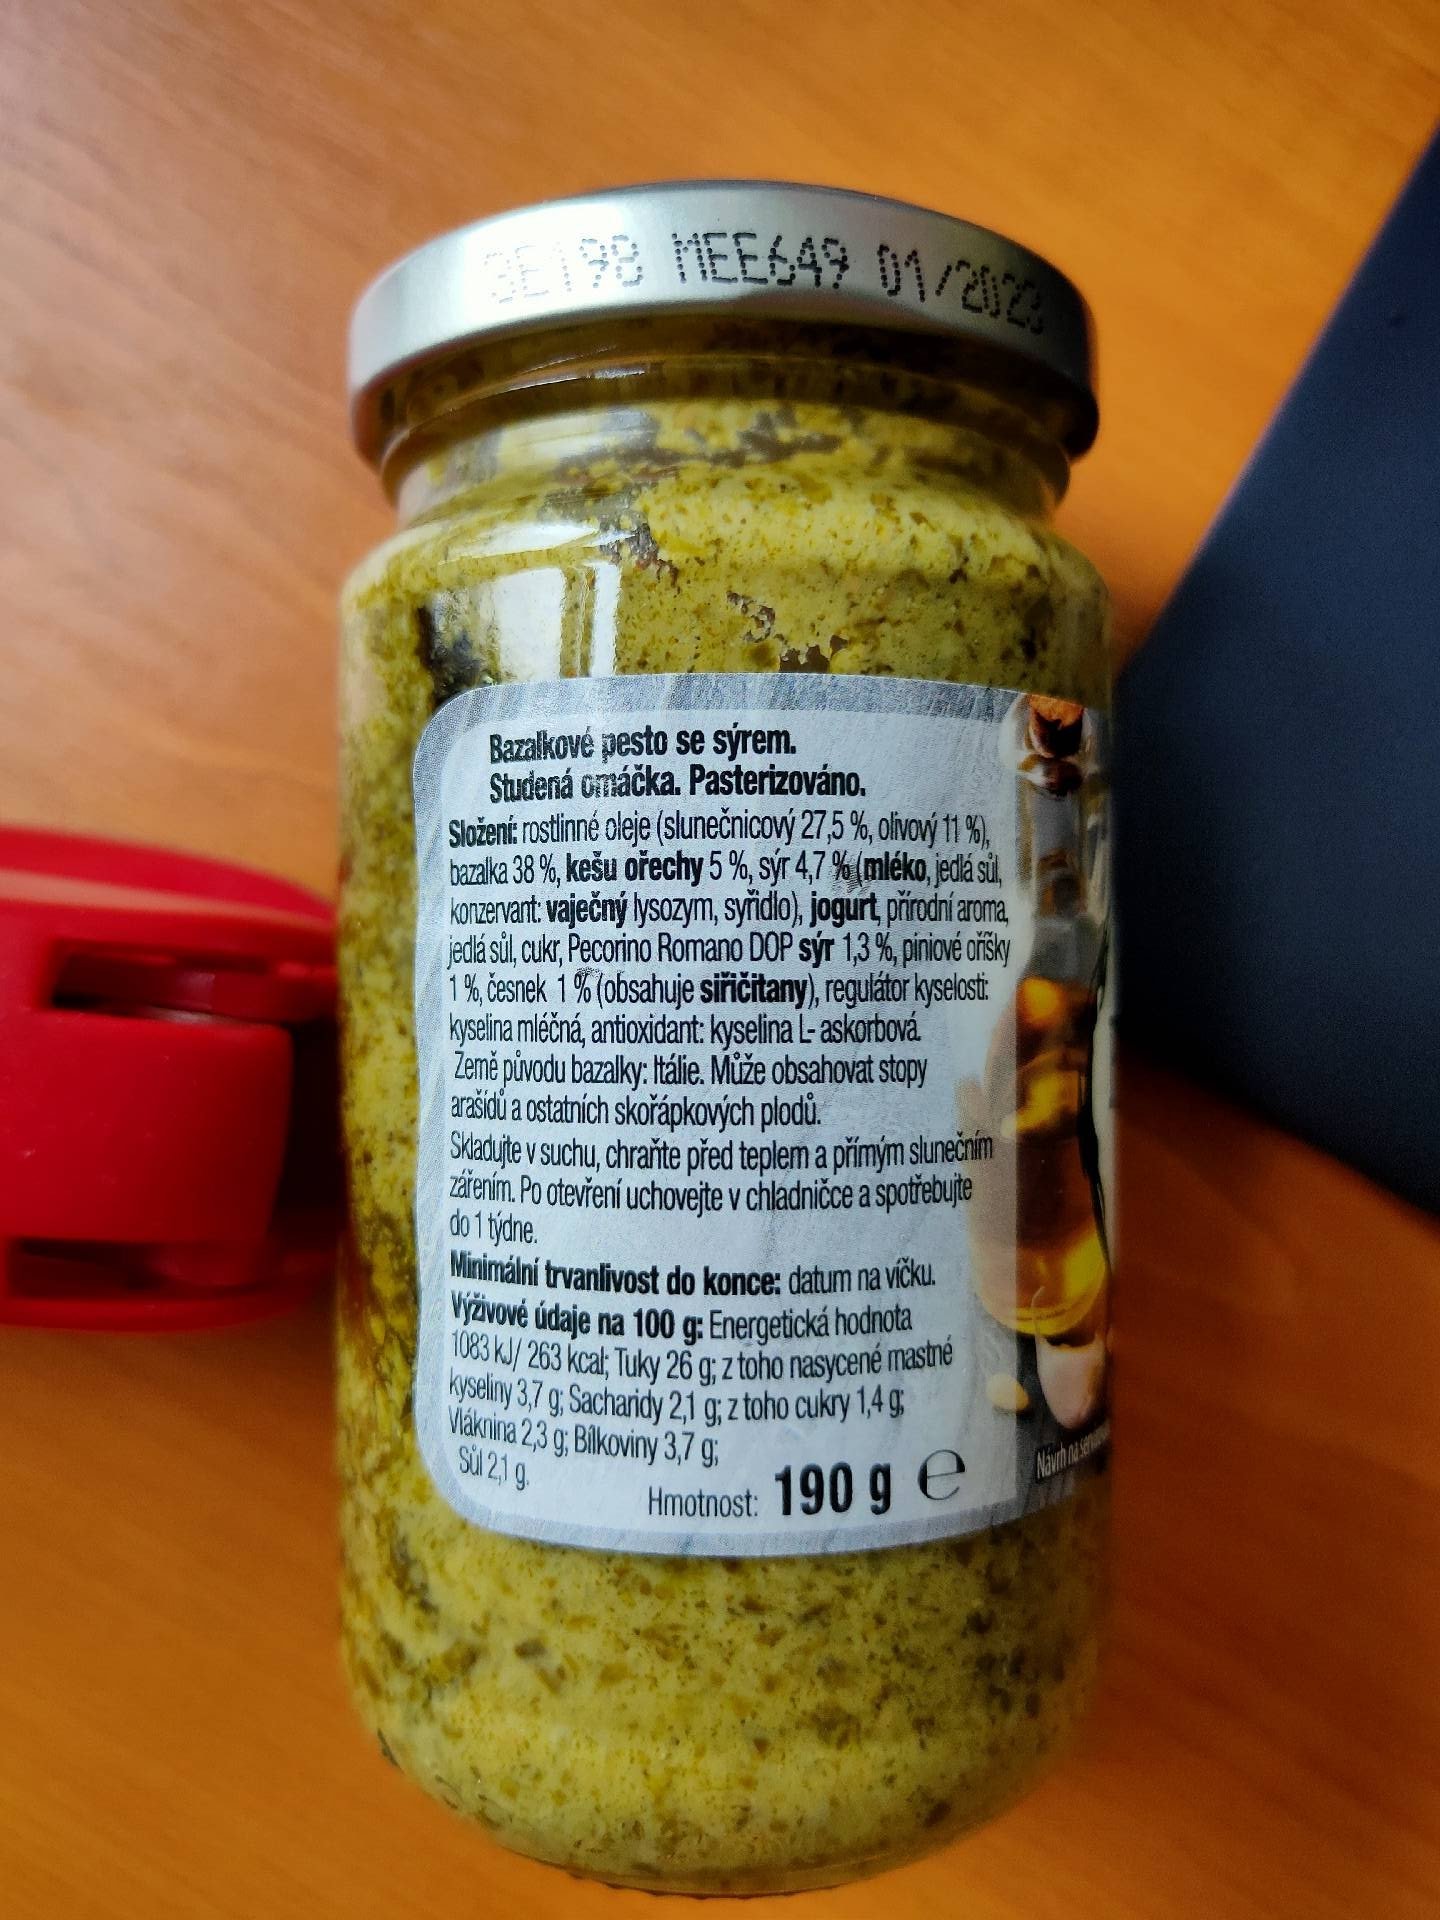 3E198 MEE649 01/2023
Bazalkové pesto se sýrem.
Studená omáčka. Pasterizováno.
Složení: rostlinné oleje (slunečnicový 27,5 %, olivový 11 %),
bazalka 38 %, kešu ořechy 5 %, sýr 4,7 % (mléko, jedlá sůl,
konzervant: vaječný lysozym, syřidlo), jogurt, přírodní aroma,
jedlá sůl, cukr, Pecorino Romano DOP sýr 1,3 %, piniové oříšky
1 %, česnek 1 % (obsahuje siřičitany), regulátor kyselosti:
kyselina mléčná, antioxidant: kyselina L- askorbová.
Země původu bazalky: Itálie. Může obsahovat stopy
arašídů a ostatních skořápkových plodů.
Skladujte v suchu, chraňte před teplem a přímým slunečním
zářením. Po otevření uchovejte v chladničce a spotřebujte
do 1 týdne.
Minimální trvanlivost do konce: datum na víčku.
Výživové údaje na 100 g: Energetická hodnota
1083 kJ/ 263 kcal; Tuky 26 g; z toho nasycené mastné
kyseliny 3,7 g; Sacharidy 2,1 g; z toho cukry 1,4 g;
Vláknina 2,3 g; Bílkoviny 3,7 g;
Sůl 2,1 g.
Hmotnost: 190 g e
Návrh na